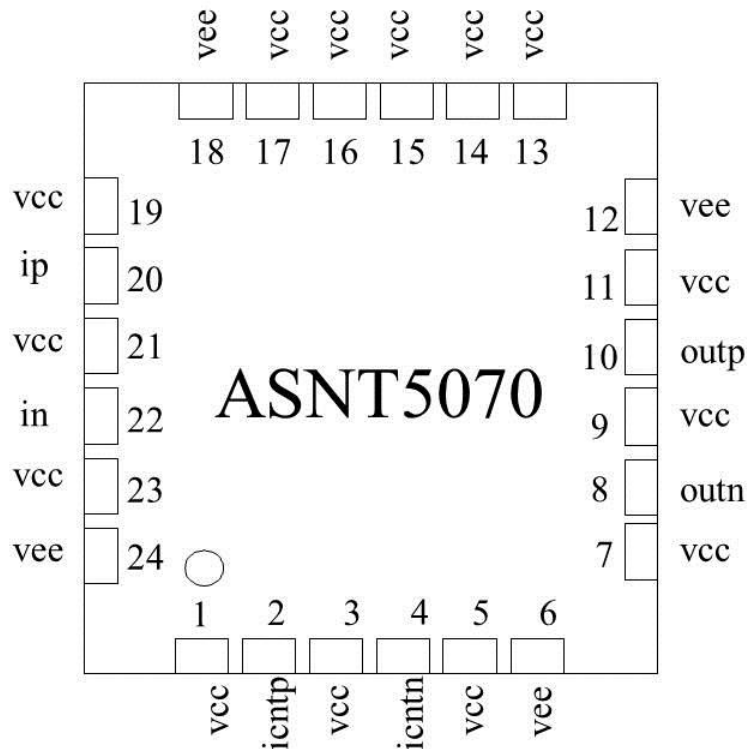 vee vcc vcc vcc vcc vcc
18 17 16 15 14 13
vcc 19 12 vee
ip 20 11 vcc
vcc 21 10 outp
ASNT5070
in 22 9 vcc
vcc 23 8 outn
vee 24 7 vcc
1 2 3 4 5 6
vcc icntp vcc icntn vcc vee